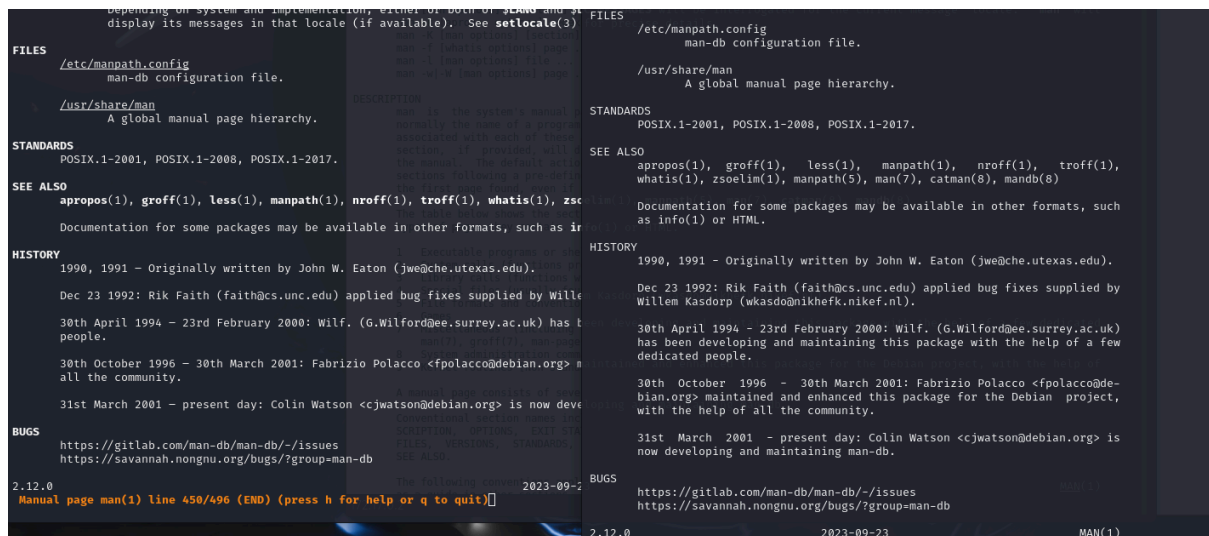 Depending on system and implementation, either or both of $LANG and $L
display its messages in that locale (if available).  See setlocale(3)
FILES
/etc/manpath.config
man-db configuration file.
/usr/share/man
A global manual page hierarchy.
STANDARDS
POSIX.1-2001, POSIX.1-2008, POSIX.1-2017.
SEE ALSO
apropos(1), groff(1), less(1), manpath(1), nroff(1), troff(1), whatis(1), zso
Documentation for some packages may be available in other formats, such as in
HISTORY
1990, 1991 – Originally written by John W. Eaton (jwe@che.utexas.edu).
Dec 23 1992: Rik Faith (faith@cs.unc.edu) applied bug fixes supplied by Wille
30th April 1994 – 23rd February 2000: Wilf. (G.Wilford@ee.surrey.ac.uk) has b
people.
30th October 1996 – 30th March 2001: Fabrizio Polacco <fpolacco@debian.org> m
all the community.
31st March 2001 – present day: Colin Watson <cjwatson@debian.org> is now deve
BUGS
https://gitlab.com/man-db/man-db/-/issues
https://savannah.nongnu.org/bugs/?group=man-db
2.12.0 2023-09-2
Manual page man(1) line 450/496 (END) (press h for help or q to quit)
FILES
/etc/manpath.config
man-db configuration file.
/usr/share/man
A global manual page hierarchy.
STANDARDS
POSIX.1-2001, POSIX.1-2008, POSIX.1-2017.
SEE ALSO
apropos(1), groff(1), less(1), manpath(1), nroff(1), troff(1),
whatis(1), zsoelim(1), manpath(5), man(7), catman(8), mandb(8)
Documentation for some packages may be available in other formats, such
as info(1) or HTML.
HISTORY
1990, 1991 - Originally written by John W. Eaton (jwe@che.utexas.edu).
Dec 23 1992: Rik Faith (faith@cs.unc.edu) applied bug fixes supplied by
Willem Kasdorp (wkasdo@nikhefk.nikef.nl).
30th April 1994 - 23rd February 2000: Wilf. (G.Wilford@ee.surrey.ac.uk)
has been developing and maintaining this package with the help of a few
dedicated people.
30th October 1996 - 30th March 2001: Fabrizio Polacco <fpolacco@de-
bian.org> maintained and enhanced this package for the Debian project,
with the help of all the community.
31st March 2001 - present day: Colin Watson <cjwatson@debian.org> is
now developing and maintaining man-db.
BUGS
https://gitlab.com/man-db/man-db/-/issues
https://savannah.nongnu.org/bugs/?group=man-db
2.12.0 2023-09-23 MAN(1)